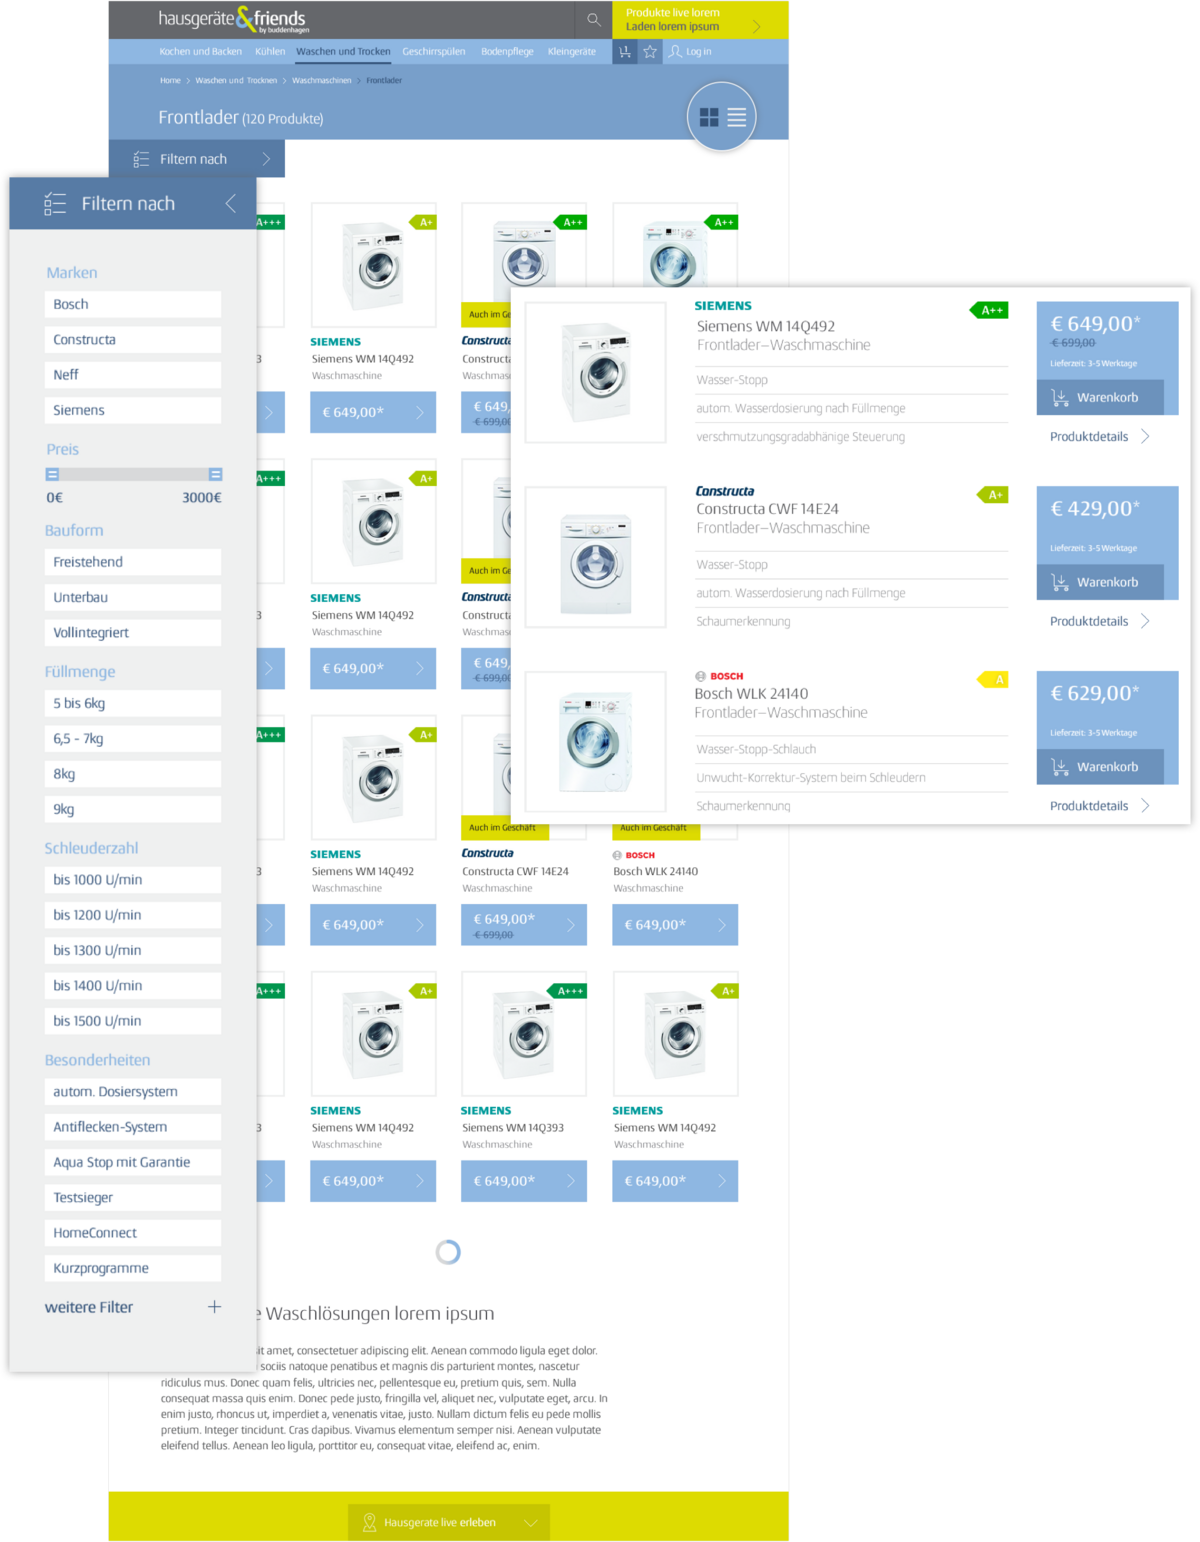 hausgeräte&friends
by buddenhagen
Produkte live lorem
Laden lorem ipsum
Kochen und Backen Kühlen Waschen und Trocken Geschirrspülen Bodenpflege Kleingeräte 1 Log in
Home > Waschen und Trocknen > Waschmaschinen > Frontlader
Frontlader (120 Produkte)
Filtern nach
Filtern nach
Marken
Bosch
Constructa
Neff
Siemens
Preis
0€ 3000€
Bauform
Freistehend
Unterbau
Vollintegriert
Füllmenge
5 bis 6kg
6,5 - 7kg
8kg
9kg
Schleuderzahl
bis 1000 U/min
bis 1200 U/min
bis 1300 U/min
bis 1400 U/min
bis 1500 U/min
Besonderheiten
autom. Dosiersystem
Antiflecken-System
Aqua Stop mit Garantie
Testsieger
HomeConnect
Kurzprogramme
weitere Filter
A+++ A+ A++ A++
Auch im Ge
SIEMENS Constructa
3 Siemens WM 14Q492 Constructa
Waschmaschine Waschmas
€ 649,00* € 649,
€ 699,0
SIEMENS
Siemens WM 14Q492
Frontlader–Waschmaschine
Wasser-Stopp
autom. Wasserdosierung nach Füllmenge
verschmutzungsgradabhänige Steuerung
A++
€ 649,00*
€ 699,00
Lieferzeit: 3-5 Werktage
Warenkorb
Produktdetails
Constructa
Constructa CWF 14E24
Frontlader–Waschmaschine
Wasser-Stopp
autom. Wasserdosierung nach Füllmenge
Schaumerkennung
A+
€ 429,00*
Lieferzeit: 3-5 Werktage
Warenkorb
Produktdetails
BOSCH
Bosch WLK 24140
Frontlader–Waschmaschine
Wasser-Stopp-Schlauch
Unwucht-Korrektur-System beim Schleudern
Schaumerkennung
A
€ 629,00*
Lieferzeit: 3-5 Werktage
Warenkorb
Produktdetails
A+++ A+
Auch im Ge
SIEMENS Constructa
3 Siemens WM 14Q492 Constructa
Waschmaschine Waschmas
€ 649,00* € 649,
€ 699,0
A+++ A+
Auch im Geschäft Auch im Geschäft
SIEMENS Constructa BOSCH
3 Siemens WM 14Q492 Constructa CWF 14E24 Bosch WLK 24140
Waschmaschine Waschmaschine Waschmaschine
€ 649,00* € 649,00* € 649,00*
€ 699,00
A+++ A+ A+++ A+
SIEMENS SIEMENS SIEMENS
3 Siemens WM 14Q492 Siemens WM 14Q393 Siemens WM 14Q492
Waschmaschine Waschmaschine Waschmaschine
€ 649,00* € 649,00* € 649,00*
e Waschlösungen lorem ipsum
sit amet, consectetuer adipiscing elit. Aenean commodo ligula eget dolor.
sociis natoque penatibus et magnis dis parturient montes, nascetur
ridiculus mus. Donec quam felis, ultricies nec, pellentesque eu, pretium quis, sem. Nulla
consequat massa quis enim. Donec pede justo, fringilla vel, aliquet nec, vulputate eget, arcu. In
enim justo, rhoncus ut, imperdiet a, venenatis vitae, justo. Nullam dictum felis eu pede mollis
pretium. Integer tincidunt. Cras dapibus. Vivamus elementum semper nisi. Aenean vulputate
eleifend tellus. Aenean leo ligula, porttitor eu, consequat vitae, eleifend ac, enim.
Hausgerate live erleben